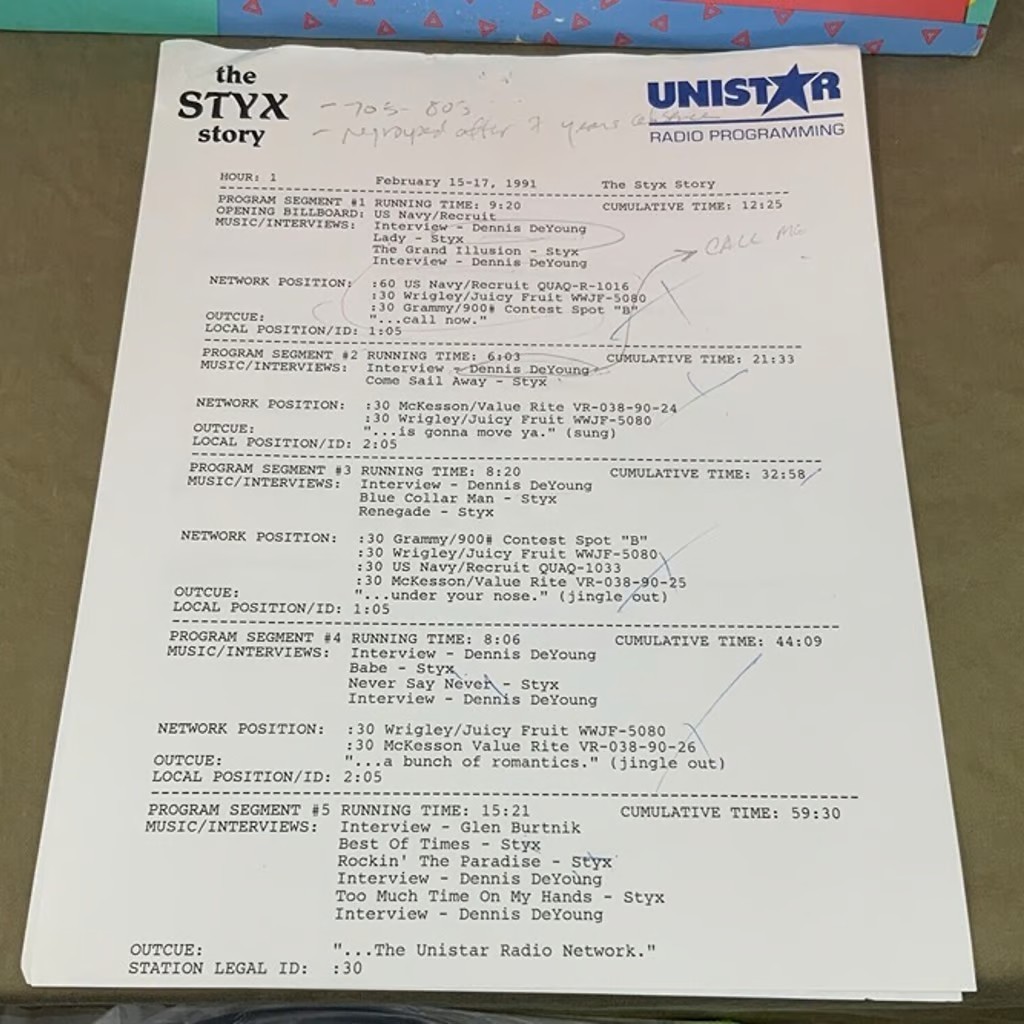 the
STYX
story
UNISTAR
RADIO PROGRAMMING
- 70s - 80s
- regrouped after 7 years absence
HOUR: 1 February 15-17, 1991 The Styx Story
PROGRAM SEGMENT #1 RUNNING TIME: 9:20 CUMULATIVE TIME: 12:25
OPENING BILLBOARD: US Navy/Recruit
MUSIC/INTERVIEWS: Interview - Dennis DeYoung
Lady - Styx
The Grand Illusion - Styx
Interview - Dennis DeYoung
CALL ME
NETWORK POSITION: :60 US Navy/Recruit QUAQ-R-1016
:30 Wrigley/Juicy Fruit WWJF-5080
:30 Grammy/900# Contest Spot "B"
OUTCUE: "...call now."
LOCAL POSITION/ID: 1:05
PROGRAM SEGMENT #2 RUNNING TIME: 6:03 CUMULATIVE TIME: 21:33
MUSIC/INTERVIEWS: Interview - Dennis DeYoung
Come Sail Away - Styx
NETWORK POSITION: :30 McKesson/Value Rite VR-038-90-24
:30 Wrigley/Juicy Fruit WWJF-5080
OUTCUE: "...is gonna move ya." (sung)
LOCAL POSITION/ID: 2:05
PROGRAM SEGMENT #3 RUNNING TIME: 8:20 CUMULATIVE TIME: 32:58
MUSIC/INTERVIEWS: Interview - Dennis DeYoung
Blue Collar Man - Styx
Renegade - Styx
NETWORK POSITION: :30 Grammy/900# Contest Spot "B"
:30 Wrigley/Juicy Fruit WWJF-5080
:30 US Navy/Recruit QUAQ-1033
:30 McKesson/Value Rite VR-038-90-25
OUTCUE: "...under your nose." (jingle out)
LOCAL POSITION/ID: 1:05
PROGRAM SEGMENT #4 RUNNING TIME: 8:06 CUMULATIVE TIME: 44:09
MUSIC/INTERVIEWS: Interview - Dennis DeYoung
Babe - Styx
Never Say Never - Styx
Interview - Dennis DeYoung
NETWORK POSITION: :30 Wrigley/Juicy Fruit WWJF-5080
:30 McKesson Value Rite VR-038-90-26
OUTCUE: "...a bunch of romantics." (jingle out)
LOCAL POSITION/ID: 2:05
PROGRAM SEGMENT #5 RUNNING TIME: 15:21 CUMULATIVE TIME: 59:30
MUSIC/INTERVIEWS: Interview - Glen Burtnik
Best Of Times - Styx
Rockin' The Paradise - Styx
Interview - Dennis DeYoung
Too Much Time On My Hands - Styx
Interview - Dennis DeYoung
OUTCUE: "...The Unistar Radio Network."
STATION LEGAL ID: :30